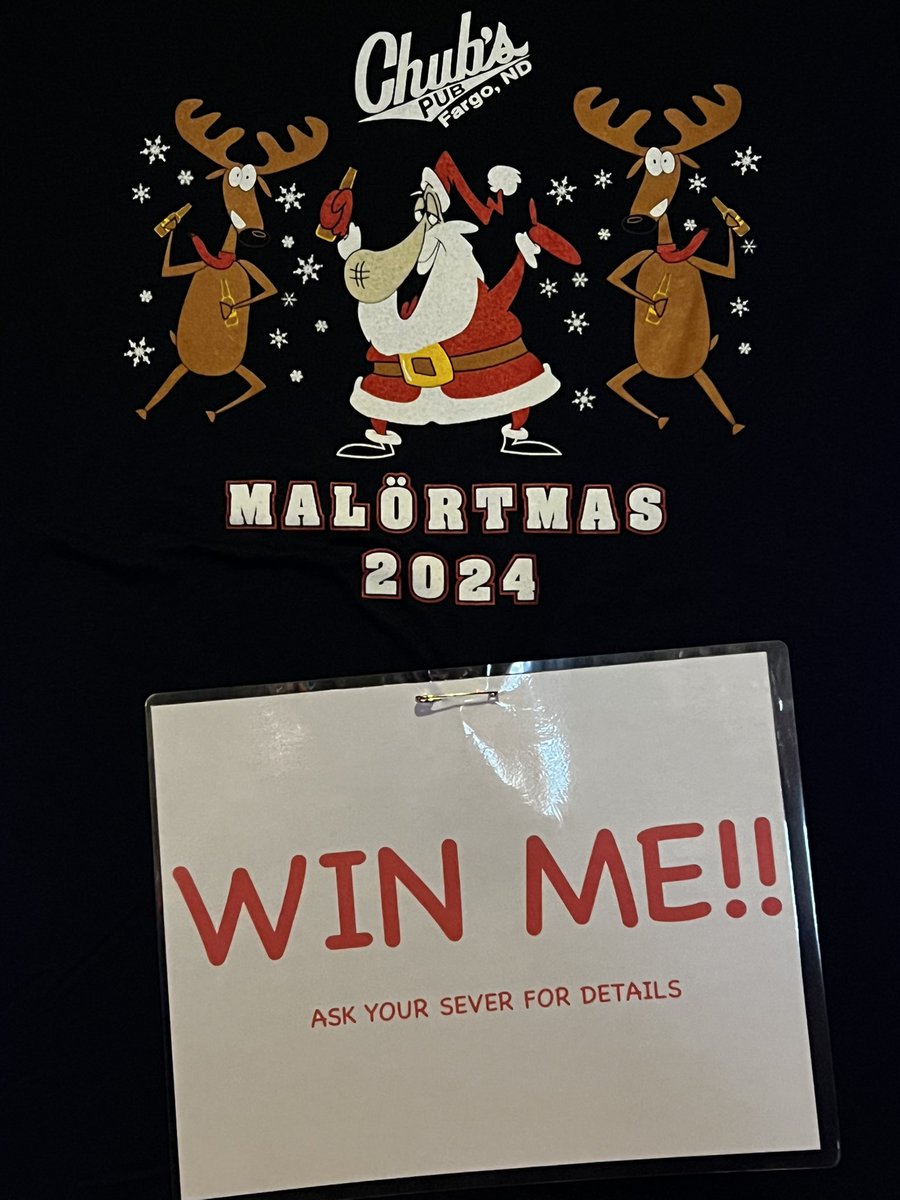 Chub's
PUB
Fargo, ND
MALÖRTMAS
2024
WIN ME!!
ASK YOUR SEVER FOR DETAILS